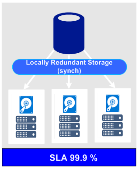 Locally Redundant Storage
(synch)
SLA 99.9 %